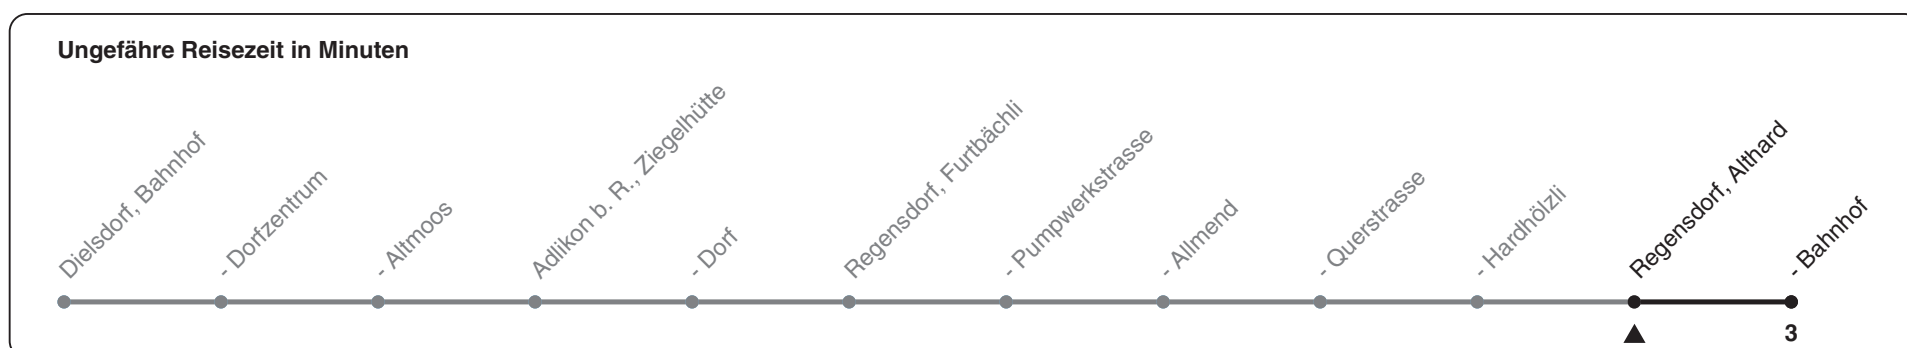 Ungefähre Reisezeit in Minuten
Dielsdorf, Bahnhof
- Dorfzentrum
- Altmoos
Adlikon b. R., Ziegelhütte
- Dorf
Regensdorf, Furtbächli
- Pumpwerkstrasse
- Allmend
- Querstrasse
- Hardhölzli
Regensdorf, Althard
- Bahnhof
3